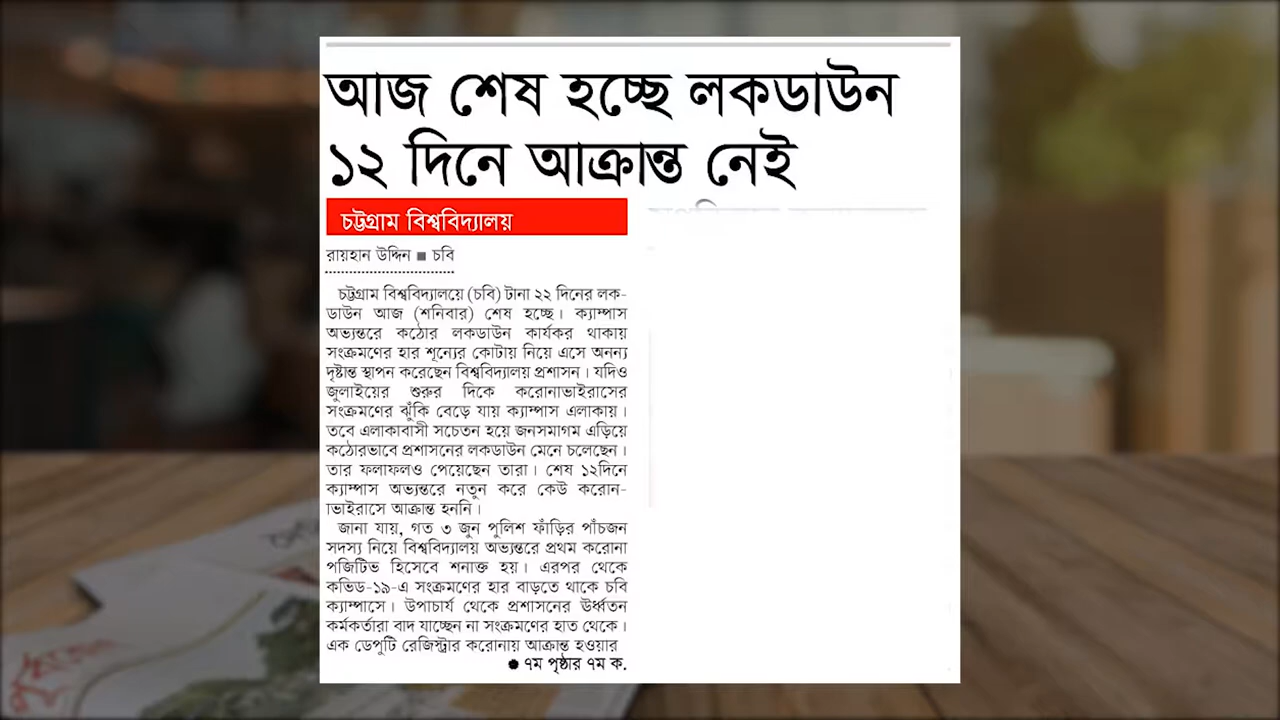 আজ শেষ হচ্ছে লকডাউন
১২ দিনে আক্রান্ত নেই
চট্টগ্রাম বিশ্ববিদ্যালয়
রায়হান উদ্দিন ■ চবি
চট্টগ্রাম বিশ্ববিদ্যালয়ে (চবি) টানা ২২ দিনের লক-
ডাউন আজ (শনিবার) শেষ হচ্ছে। ক্যাম্পাস
অভ্যন্তরে কঠোর লকডাউন কার্যকর থাকায়
সংক্রমণের হার শূন্যের কোটায় নিয়ে এসে অনন্য
দৃষ্টান্ত স্থাপন করেছেন বিশ্ববিদ্যালয় প্রশাসন। যদিও
জুলাইয়ের শুরুর দিকে করোনাভাইরাসের
সংক্রমণের ঝুঁকি বেড়ে যায় ক্যাম্পাস এলাকায়।
তবে এলাকাবাসী সচেতন হয়ে জনসমাগম এড়িয়ে
কঠোরভাবে প্রশাসনের লকডাউন মেনে চলেছেন।
তার ফলাফলও পেয়েছেন তারা। শেষ ১২দিনে
ক্যাম্পাস অভ্যন্তরে নতুন করে কেউ করোন-
াভাইরাসে আক্রান্ত হননি।
জানা যায়, গত ৩ জুন পুলিশ ফাঁড়ির পাঁচজন
সদস্য নিয়ে বিশ্ববিদ্যালয় অভ্যন্তরে প্রথম করোনা
পজিটিভ হিসেবে শনাক্ত হয়। এরপর থেকে
কভিড-১৯-এ সংক্রমণের হার বাড়তে থাকে চবি
ক্যাম্পাসে। উপাচার্য থেকে প্রশাসনের ঊর্ধ্বতন
কর্মকর্তারা বাদ যাচ্ছেন না সংক্রমণের হাত থেকে।
এক ডেপুটি রেজিস্ট্রার করোনায় আক্রান্ত হওয়ার
● ৭ম পৃষ্ঠার ৭ম ক.